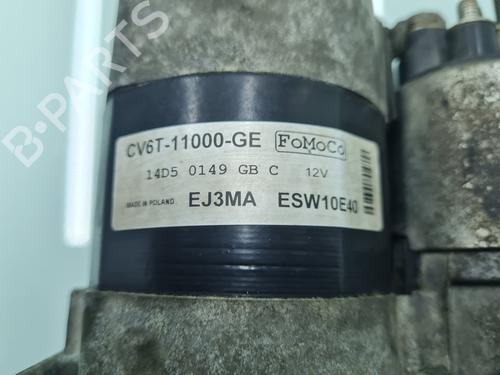 B-PARTS
CV6T-11000-GE FoMoCo
14D5 0149 GB C 12V
MADE IN POLAND EJ3MA ESW10E40